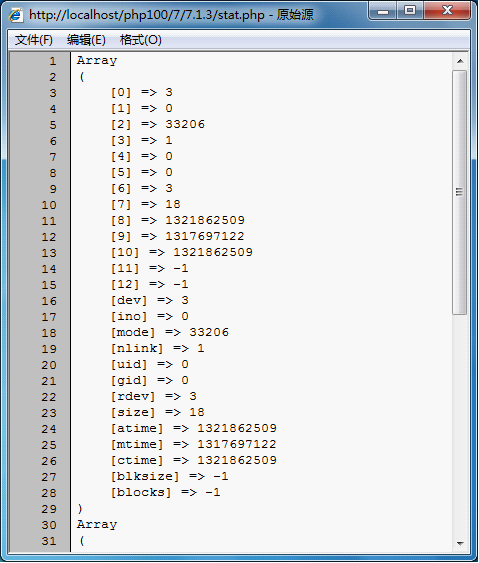 http://localhost/php100/7/7.1.3/stat.php - 原始源
文件(F) 编辑(E) 格式(O)
1 Array
2 (
3 [0] => 3
4 [1] => 0
5 [2] => 33206
6 [3] => 1
7 [4] => 0
8 [5] => 0
9 [6] => 3
10 [7] => 18
11 [8] => 1321862509
12 [9] => 1317697122
13 [10] => 1321862509
14 [11] => -1
15 [12] => -1
16 [dev] => 3
17 [ino] => 0
18 [mode] => 33206
19 [nlink] => 1
20 [uid] => 0
21 [gid] => 0
22 [rdev] => 3
23 [size] => 18
24 [atime] => 1321862509
25 [mtime] => 1317697122
26 [ctime] => 1321862509
27 [blksize] => -1
28 [blocks] => -1
29 )
30 Array
31 (